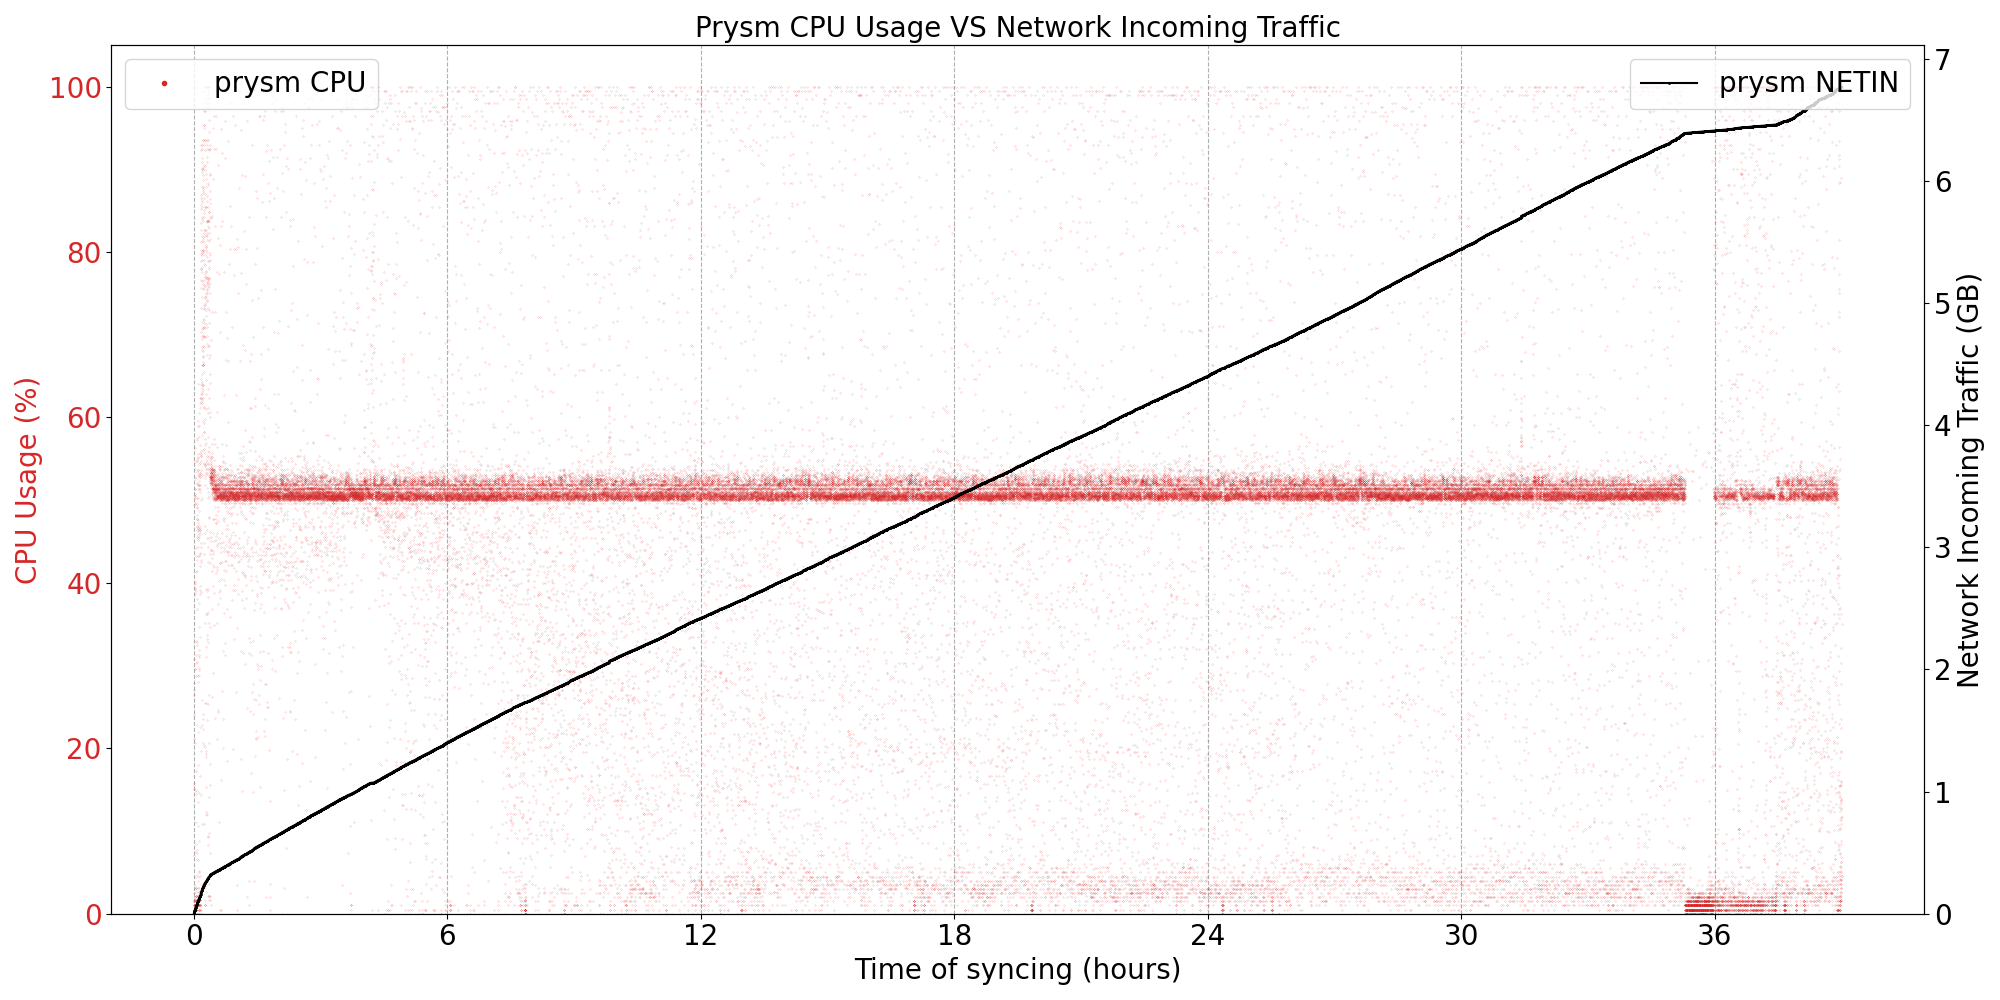 Prysm CPU Usage VS Network Incoming Traffic
prysm CPU
prysm NETIN
CPU Usage (%)
100
80
60
40
20
0
7
6
5
4
3
2
1
0
Network Incoming Traffic (GB)
0 6 12 18 24 30 36
Time of syncing (hours)